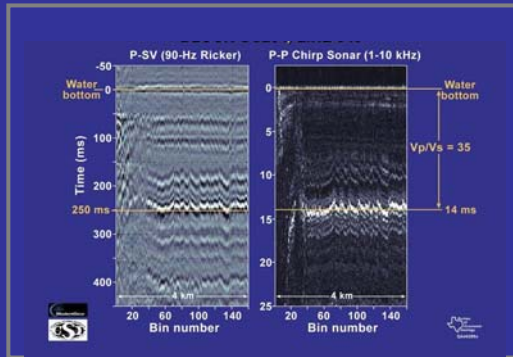 P-SV (90-Hz Ricker)
P-P Chirp Sonar (1-10 kHz)
Water
bottom
-50
0
100
200
250 ms
300
400
Time (ms)
4 km
20
60
100
140
Bin number
0
5
10
15
20
25
Water
bottom
Vp/Vs = 35
14 ms
4 km
20
60
100
140
Bin number